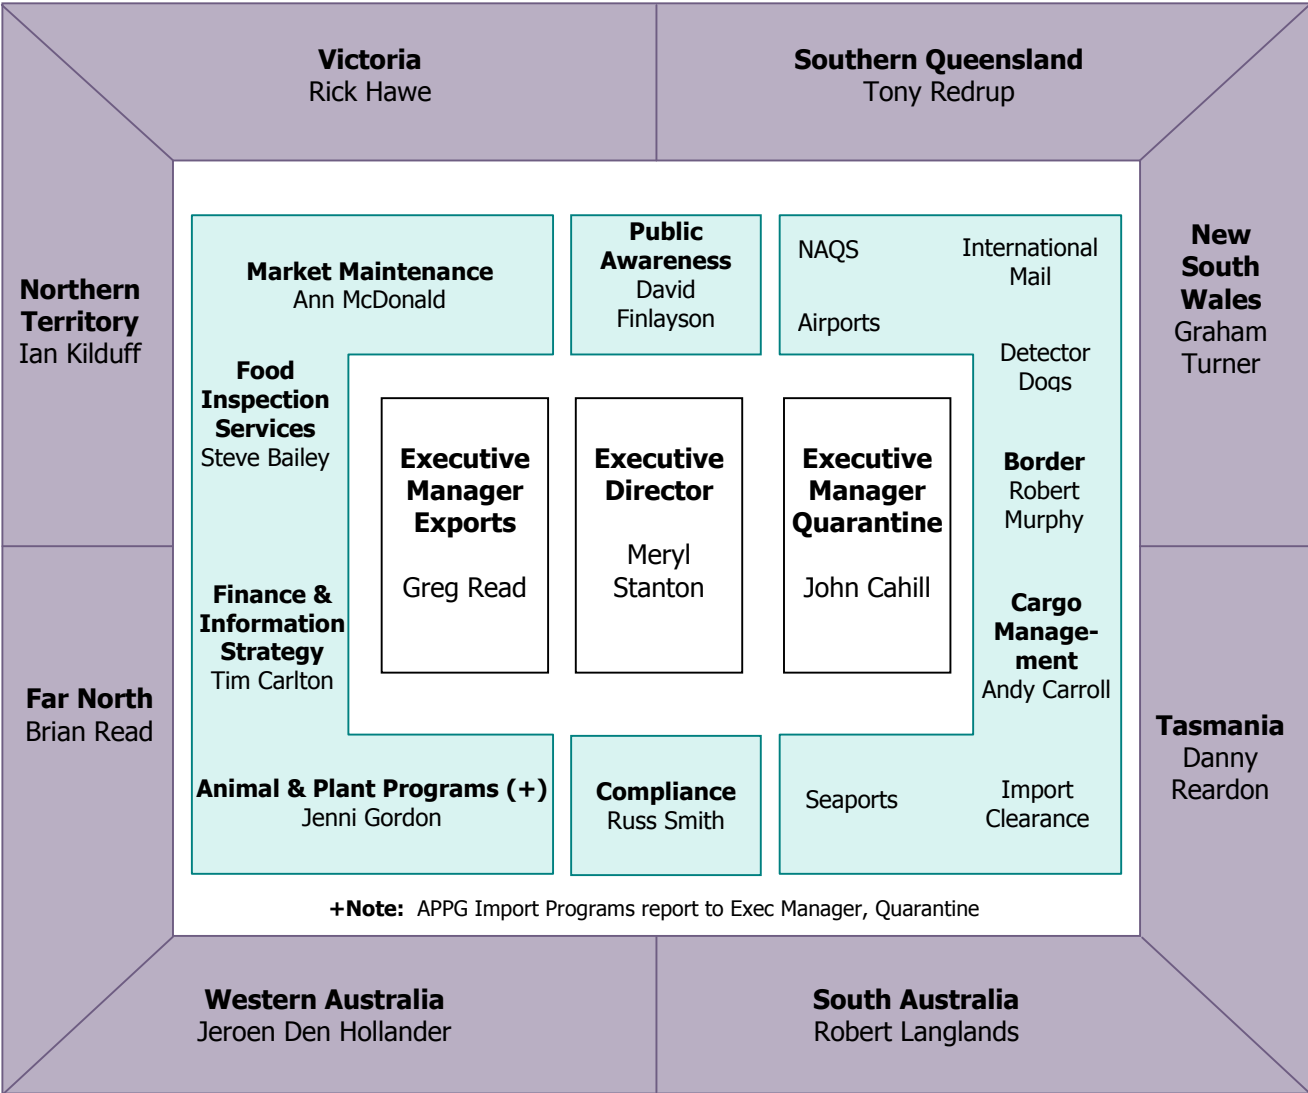 Victoria
Rick Hawe
Southern Queensland
Tony Redrup
Northern
Territory
Ian Kilduff
New
South
Wales
Graham
Turner
Market Maintenance
Ann McDonald
Public
Awareness
David
Finlayson
NAQS
International
Mail
Airports
Detector
Dogs
Food
Inspection
Services
Steve Bailey
Executive
Manager
Exports
Greg Read
Executive
Director
Meryl
Stanton
Executive
Manager
Quarantine
John Cahill
Border
Robert
Murphy
Finance &
Information
Strategy
Tim Carlton
Cargo
Manage-
ment
Andy Carroll
Far North
Brian Read
Tasmania
Danny
Reardon
Animal & Plant Programs (+)
Jenni Gordon
Compliance
Russ Smith
Seaports
Import
Clearance
+Note: APPG Import Programs report to Exec Manager, Quarantine
Western Australia
Jeroen Den Hollander
South Australia
Robert Langlands